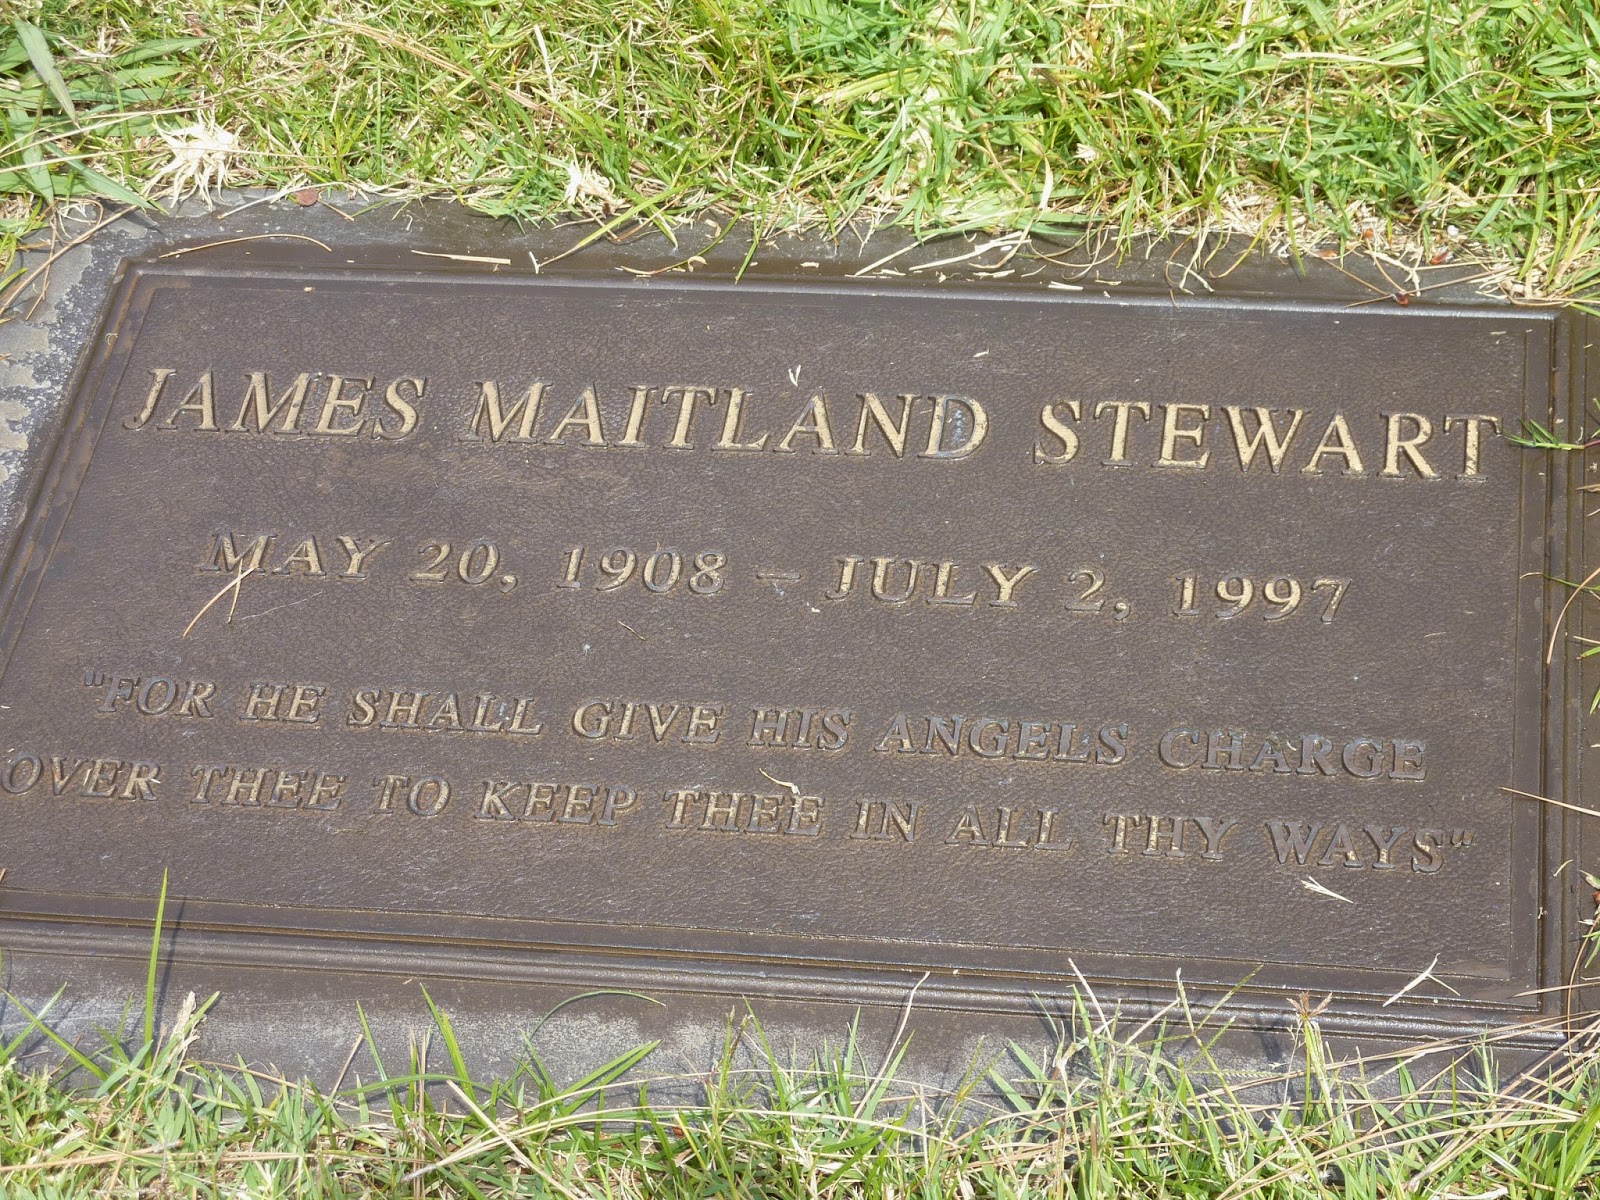 JAMES MAITLAND STEWART
MAY 20, 1908 – JULY 2, 1997
"FOR HE SHALL GIVE HIS ANGELS CHARGE
OVER THEE TO KEEP THEE IN ALL THY WAYS"